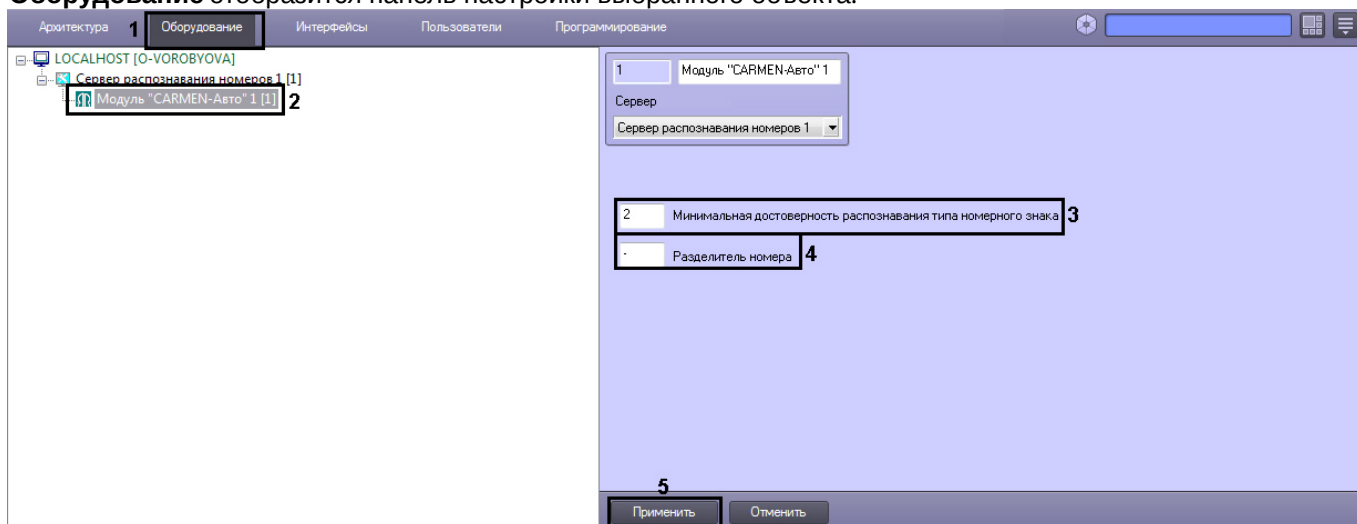 Оборудование отобразится панель настройки выбранного объекта.
Архитектура 1 Оборудование Интерфейсы Пользователи Программирование
LOCALHOST [O-VOROBYOVA]
Сервер распознавания номеров 1 [1]
Модуль "CARMEN-Авто" 1 [1] 2
1 Модуль "CARMEN-Авто" 1
Сервер
Сервер распознавания номеров 1
2 Минимальная достоверность распознавания типа номерного знака 3
- Разделитель номера 4
5
Применить Отменить